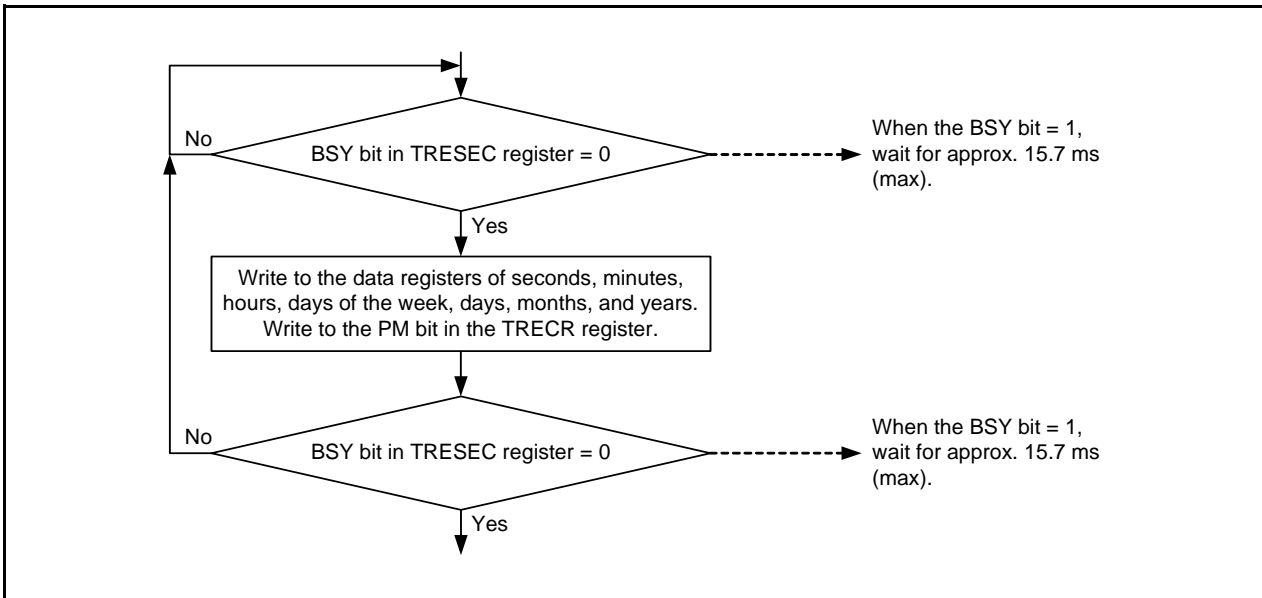 No
BSY bit in TRESEC register = 0
When the BSY bit = 1,
wait for approx. 15.7 ms
(max).
Yes
Write to the data registers of seconds, minutes,
hours, days of the week, days, months, and years.
Write to the PM bit in the TRECR register.
No
BSY bit in TRESEC register = 0
When the BSY bit = 1,
wait for approx. 15.7 ms
(max).
Yes